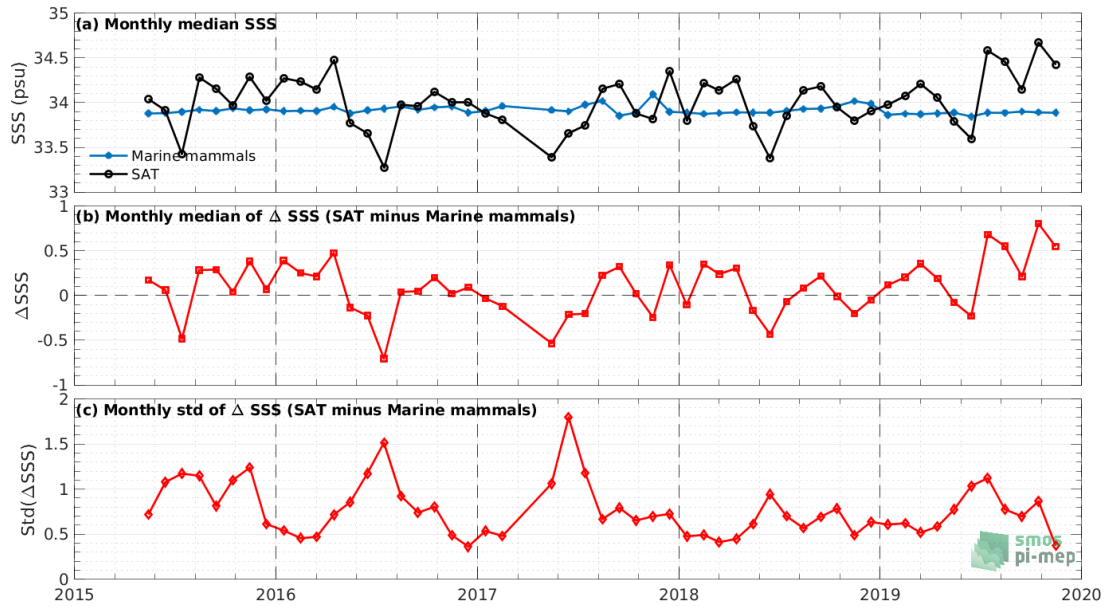 (a) Monthly median SSS
35
34.5
34
33.5
33
SSS (psu)
Marine mammals
SAT
(b) Monthly median of Δ SSS (SAT minus Marine mammals)
1
0.5
0
-0.5
-1
ΔSSS
(c) Monthly std of Δ SSS (SAT minus Marine mammals)
2
1.5
1
0.5
0
Std(ΔSSS)
smos
pi-mep
2015 2016 2017 2018 2019 2020